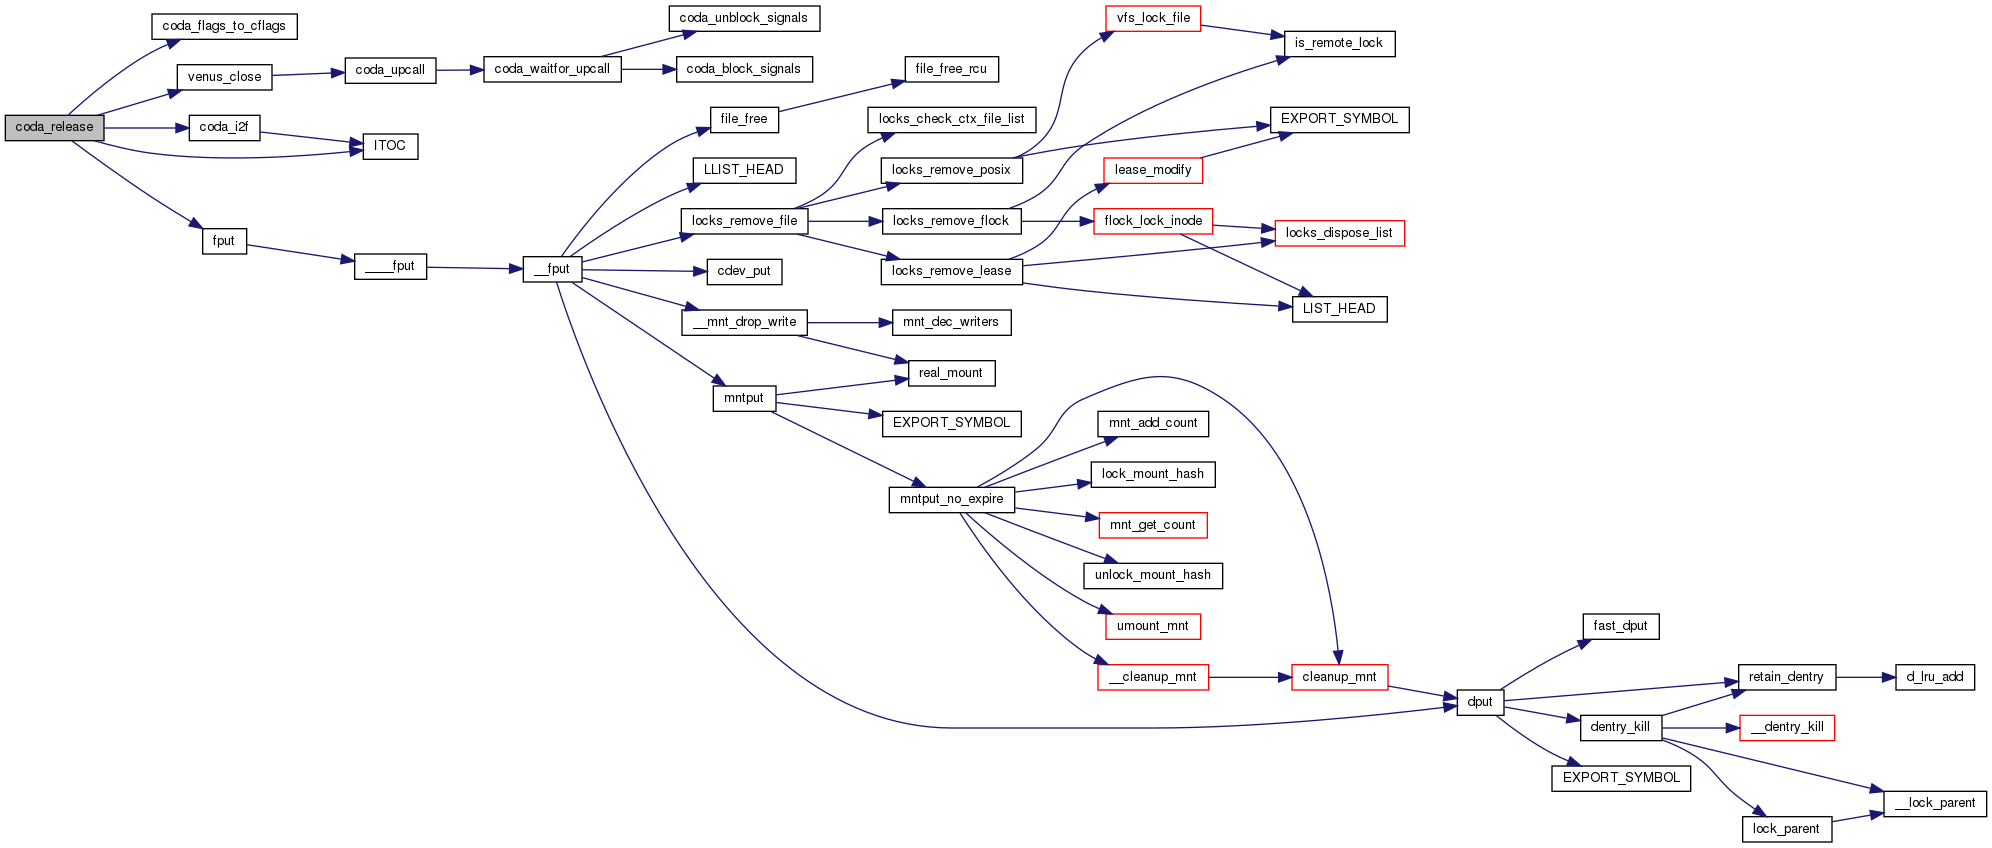 coda_release
coda_flags_to_cflags
venus_close
coda_i2f
fput
coda_upcall
ITOC
____fput
coda_waitfor_upcall
__fput
coda_unblock_signals
coda_block_signals
file_free
LLIST_HEAD
locks_remove_file
cdev_put
__mnt_drop_write
mntput
file_free_rcu
locks_check_ctx_file_list
locks_remove_posix
locks_remove_flock
locks_remove_lease
mnt_dec_writers
real_mount
EXPORT_SYMBOL
mntput_no_expire
vfs_lock_file
lease_modify
flock_lock_inode
mnt_add_count
lock_mount_hash
mnt_get_count
unlock_mount_hash
umount_mnt
__cleanup_mnt
is_remote_lock
EXPORT_SYMBOL
locks_dispose_list
LIST_HEAD
cleanup_mnt
dput
fast_dput
dentry_kill
EXPORT_SYMBOL
retain_dentry
__dentry_kill
lock_parent
d_lru_add
__lock_parent